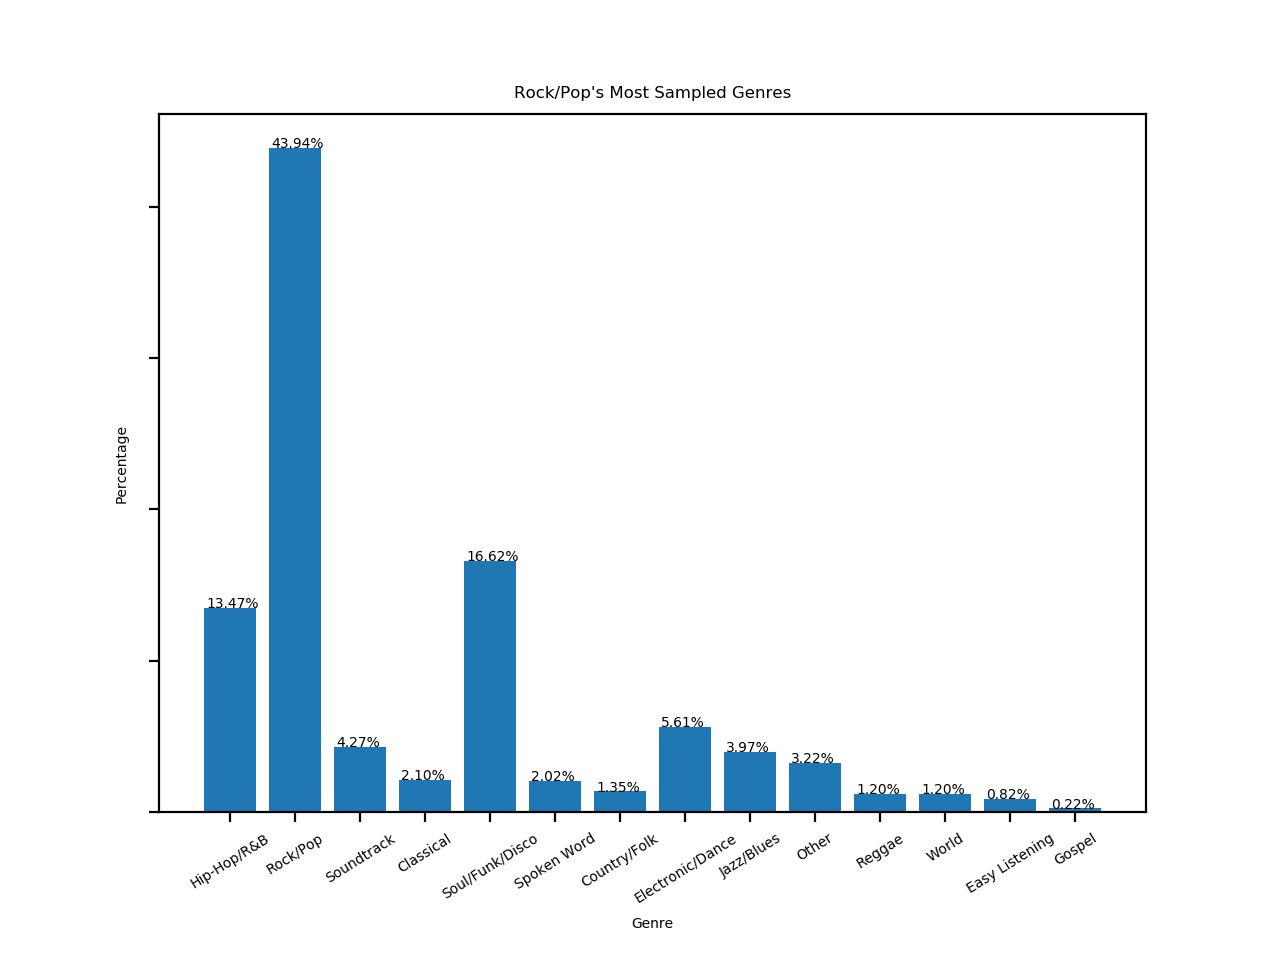 Rock/Pop's Most Sampled Genres
43.94%
16.62%
13.47%
5.61%
4.27%
3.97%
3.22%
2.10%
2.02%
1.35%
1.20%
1.20%
0.82%
0.22%
Percentage
Hip-Hop/R&B
Rock/Pop
Soundtrack
Classical
Soul/Funk/Disco
Spoken Word
Country/Folk
Electronic/Dance
Jazz/Blues
Other
Reggae
World
Easy Listening
Gospel
Genre